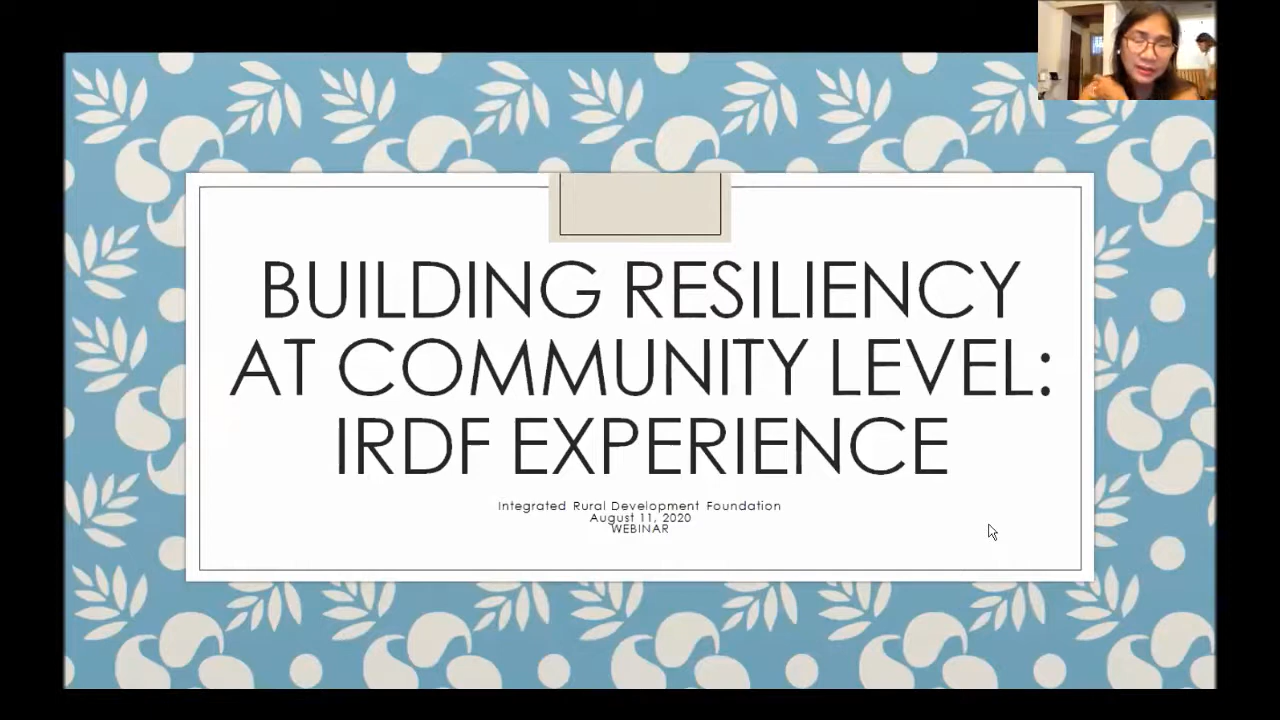 BUILDING RESILIENCY
AT COMMUNITY LEVEL:
IRDF EXPERIENCE
Integrated Rural Development Foundation
August 11, 2020
WEBINAR